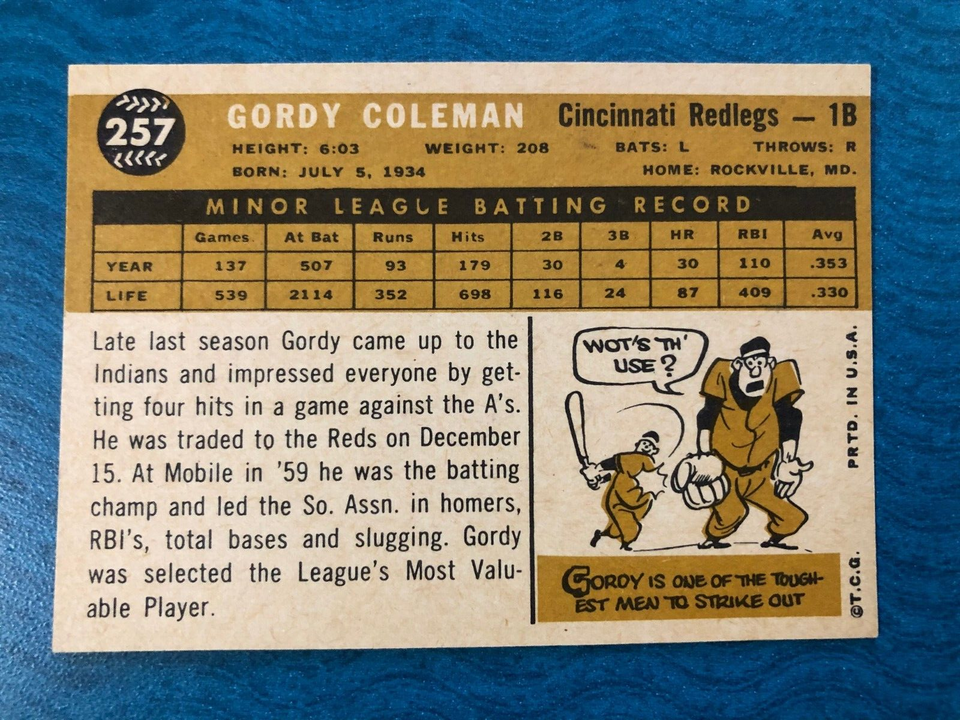 257
GORDY COLEMAN Cincinnati Redlegs — 1B
HEIGHT: 6:03 WEIGHT: 208 BATS: L THROWS: R
BORN: JULY 5, 1934 HOME: ROCKVILLE, MD.
MINOR LEAGUE BATTING RECORD
Games At Bat Runs Hits 2B 3B HR RBI Avg
YEAR 137 507 93 179 30 4 30 110 .353
LIFE 539 2114 352 698 116 24 87 409 .330
Late last season Gordy came up to the
Indians and impressed everyone by get-
ting four hits in a game against the A's.
He was traded to the Reds on December
15. At Mobile in '59 he was the batting
champ and led the So. Assn. in homers,
RBI's, total bases and slugging. Gordy
was selected the League's Most Valu-
able Player.
WOT'S TH'
USE?
GORDY IS ONE OF THE TOUGH-
EST MEN TO STRIKE OUT
©T.C.G. PRTD. IN U.S.A.